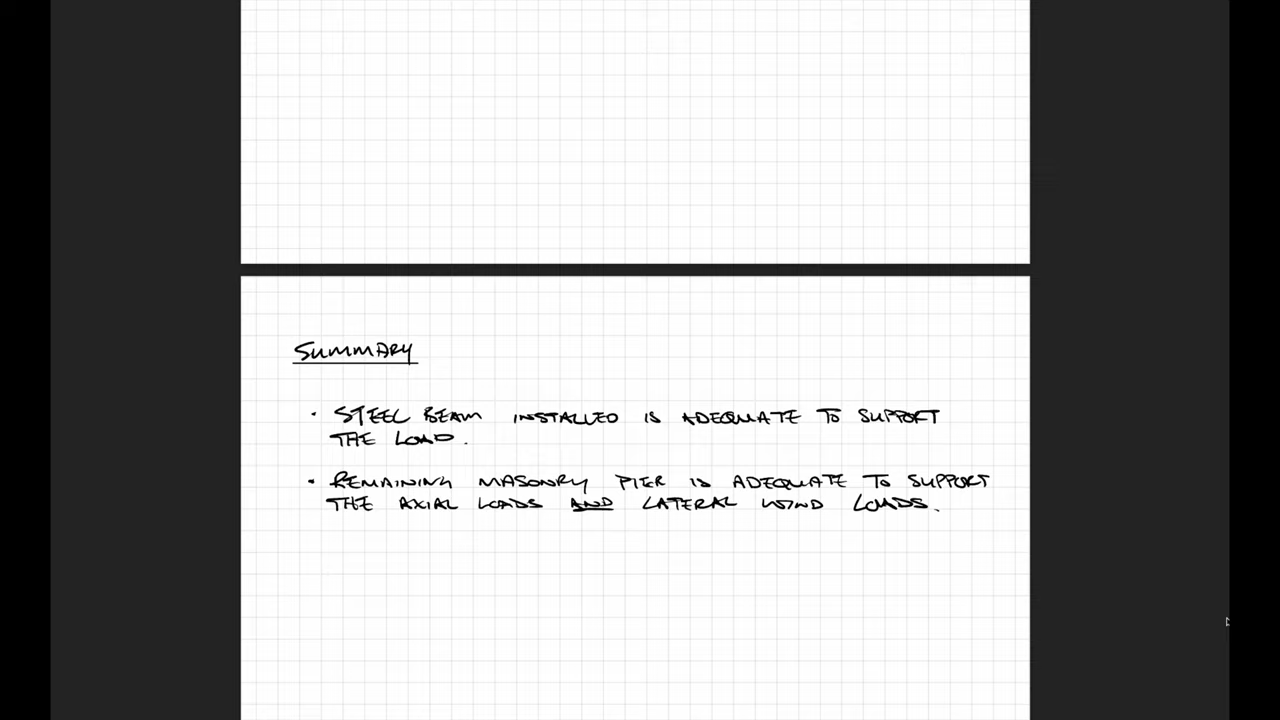 SUMMARY
· STEEL BEAM INSTALLED IS ADEQUATE TO SUPPORT
THE LOAD.
· REMAINING MASONRY PIER IS ADEQUATE TO SUPPORT
THE AXIAL LOADS AND LATERAL WIND LOADS.